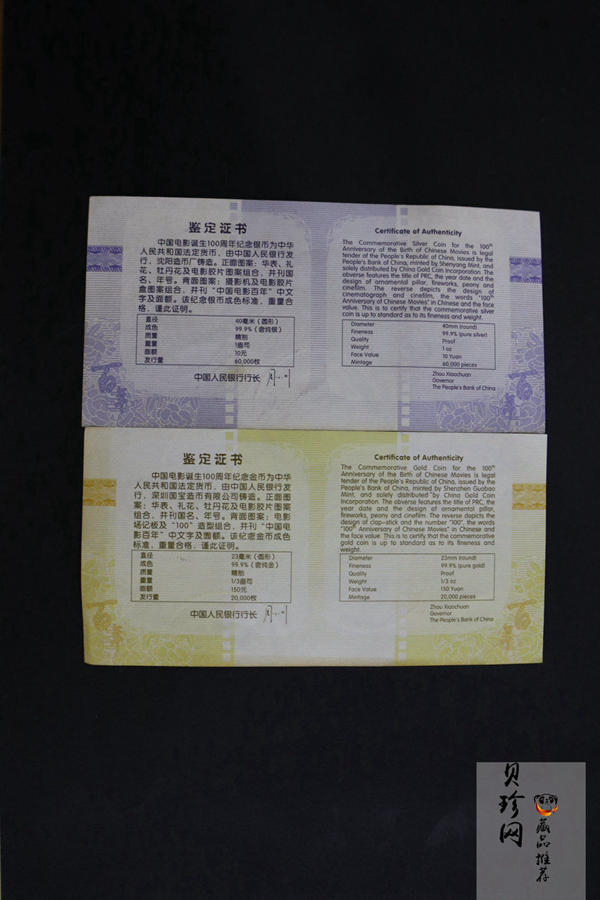 鉴定证书
中国电影诞生100周年纪念银币为中华
人民共和国法定货币，由中国人民银行发
行，沈阳造币厂铸造。正面图案：华表、礼
花、牡丹花及电影胶片图案组合，并刊国
名、年号。背面图案：摄影机及电影胶片
盒图案组合，并刊“中国电影百年”中文
字及面额。该纪念银币成色标准，重量合
格，谨此证明。
直径 40毫米（圆形）
成色 99.9%（含纯银）
质量 精制
重量 1盎司
面额 10元
发行量 60,000枚
中国人民银行行长
Certificate of Authenticity
The Commemorative Silver Coin for the 100th
Anniversary of the Birth of Chinese Movies is legal
tender of the People's Republic of China, issued by the
People's Bank of China, minted by Shenyang Mint, and
solely distributed by China Gold Coin Incorporation. The
obverse features the title of PRC, the year date and the
design of ornamental pillar, fireworks, peony and
cinefilm. The reverse depicts the design of
cinematograph and cinefilm, the words "100th
Anniversary of Chinese Movies" in Chinese and the face
value. This is to certify that the commemorative silver
coin is up to standard as to its fineness and weight.
Diameter 40mm (round)
Fineness 99.9% (pure silver)
Quality Proof
Weight 1 oz
Face Value 10 Yuan
Mintage 60,000 pieces
Zhou Xiaochuan
Governor
The People's Bank of China
百年
鉴定证书
中国电影诞生100周年纪念金币为中华
人民共和国法定货币，由中国人民银行发
行，深圳国宝造币有限公司铸造。正面图
案：华表、礼花、牡丹花及电影胶片图案
组合，并刊国名、年号。背面图案：电影
场记板及“100”造型组合，并刊“中国电
影百年”中文字及面额。该纪念金币成色
标准，重量合格，谨此证明。
直径 23毫米（圆形）
成色 99.9%（含纯金）
质量 精制
重量 1/3盎司
面额 150元
发行量 20,000枚
中国人民银行行长
Certificate of Authenticity
The Commemorative Gold Coin for the 100th
Anniversary of the Birth of Chinese Movies is legal
tender of the People's Republic of China, issued by the
People's Bank of China, minted by Shenzhen Guobao
Mint, and solely distributed by China Gold Coin
Incorporation. The obverse features the title of PRC, the
year date and the design of ornamental pillar,
fireworks, peony and cinefilm. The reverse depicts the
design of clap-stick and the number "100", the words
"100th Anniversary of Chinese Movies" in Chinese and
the face value. This is to certify that the commemorative
gold coin is up to standard as to its fineness and
weight.
Diameter 23mm (round)
Fineness 99.9% (pure gold)
Quality Proof
Weight 1/3 oz
Face Value 150 Yuan
Mintage 20,000 pieces
Zhou Xiaochuan
Governor
The People's Bank of China
百年
贝珍网
藏品推荐